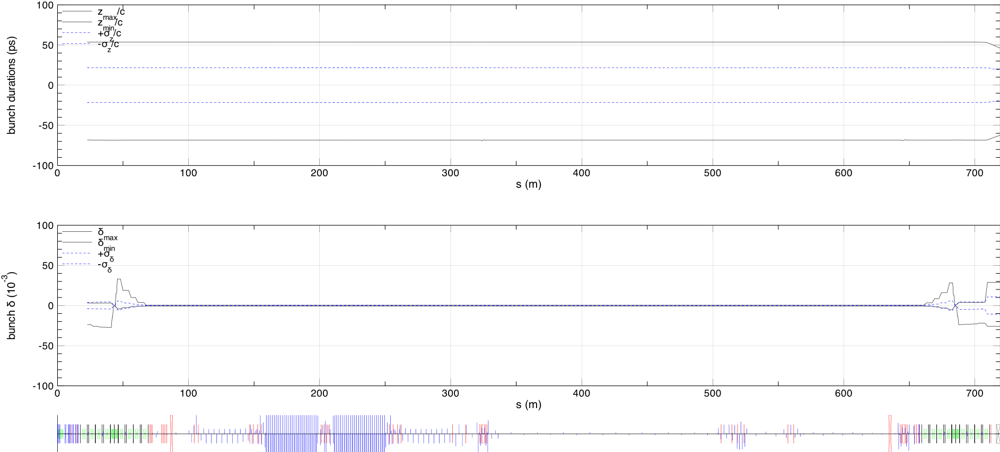 100
50
0
-50
-100
bunch durations (ps)
z_max/c
z_min/c
+σ_z/c
-σ_z/c
0 100 200 300 400 500 600 700
s (m)
100
50
0
-50
-100
bunch δ (10^-3)
δ_max
δ_min
+σ_δ
-σ_δ
0 100 200 300 400 500 600 700
s (m)